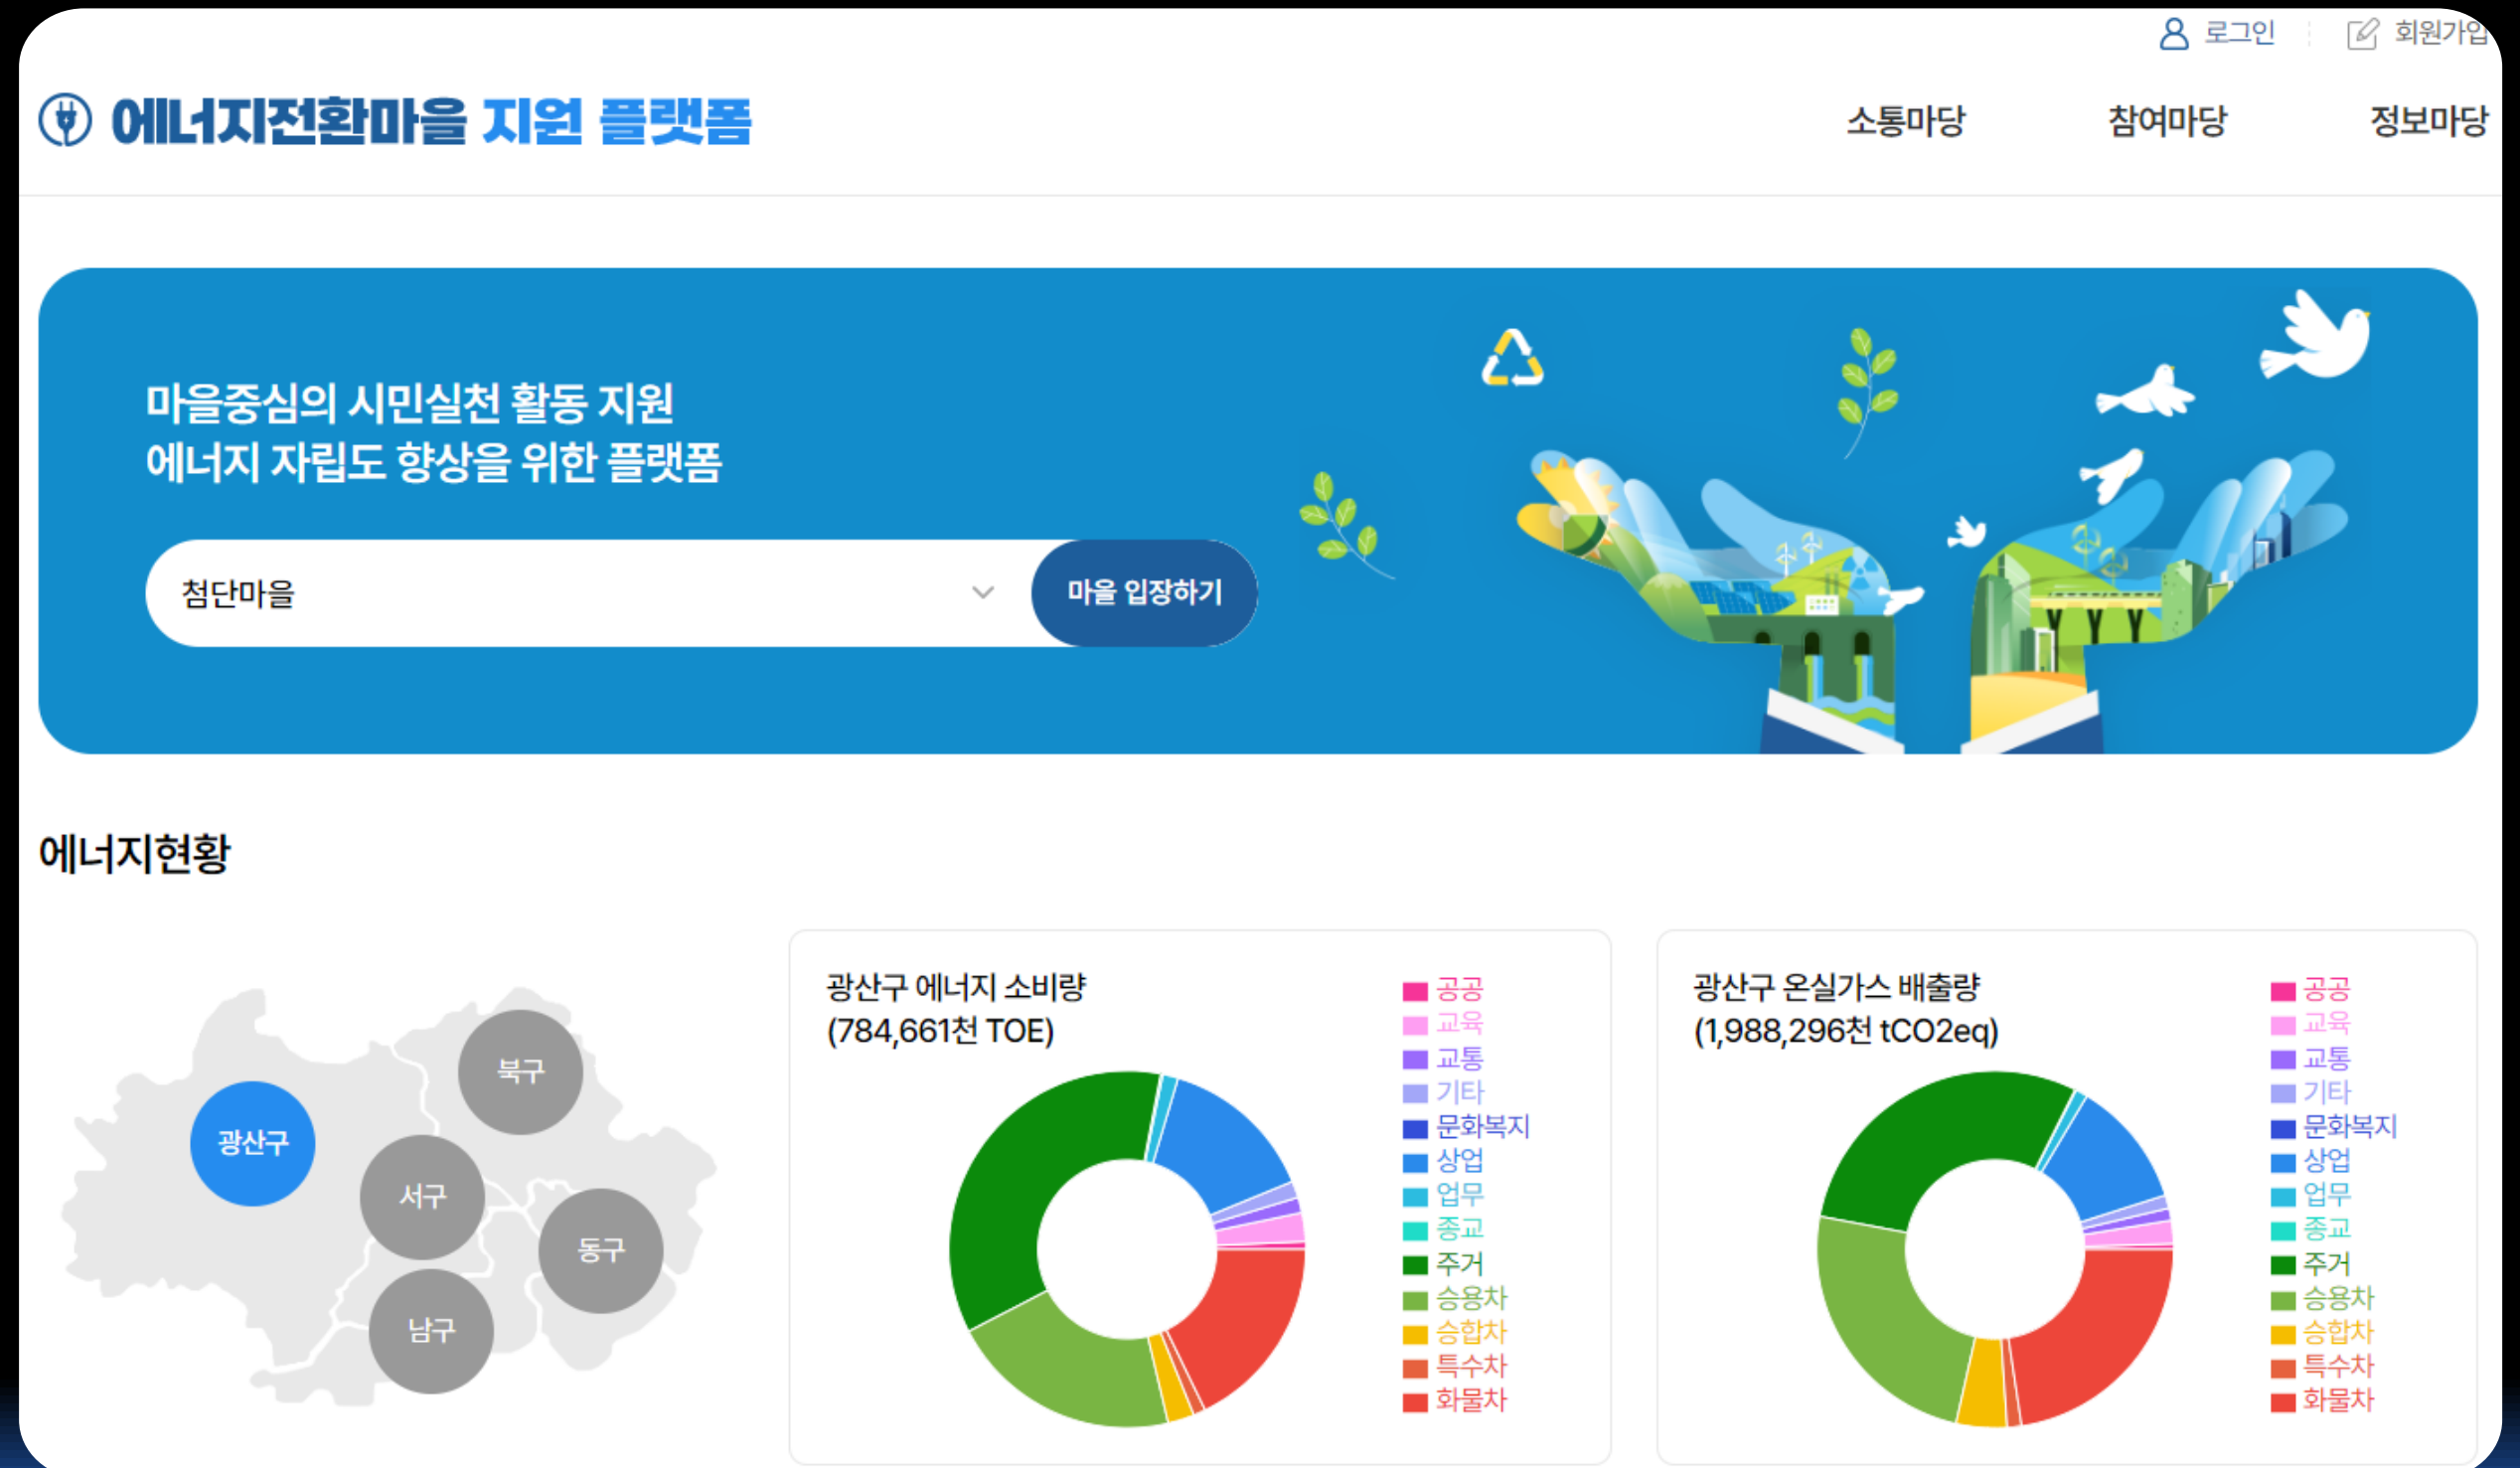 로그인
회원가입
에너지전환마을 지원 플랫폼
소통마당
참여마당
정보마당
마을중심의 시민실천 활동 지원
에너지 자립도 향상을 위한 플랫폼
첨단마을
마을 입장하기
에너지현황
북구
광산구
서구
동구
남구
광산구 에너지 소비량
(784,661천 TOE)
공공
교육
교통
기타
문화복지
상업
업무
종교
주거
승용차
승합차
특수차
화물차
광산구 온실가스 배출량
(1,988,296천 tCO2eq)
공공
교육
교통
기타
문화복지
상업
업무
종교
주거
승용차
승합차
특수차
화물차